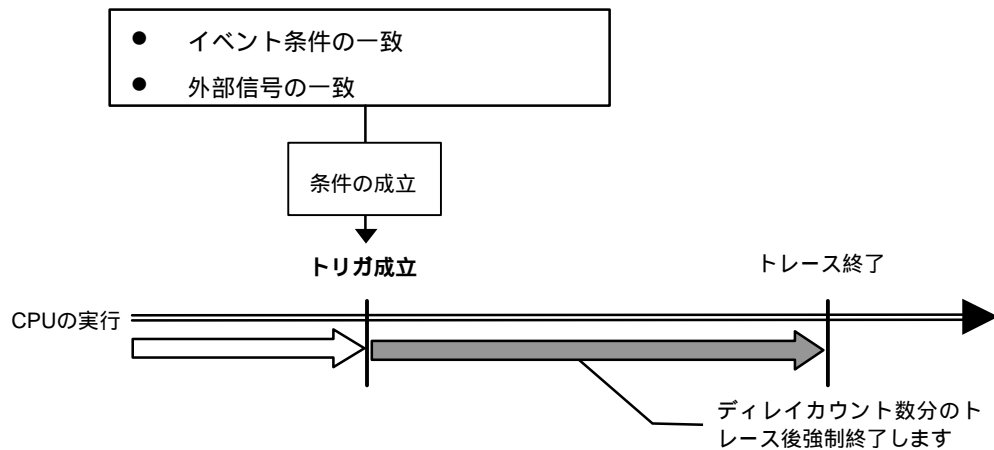 ● イベント条件の一致
● 外部信号の一致
条件の成立
トリガ成立
トレース終了
CPUの実行
ディレイカウント数分のト
レース後強制終了します